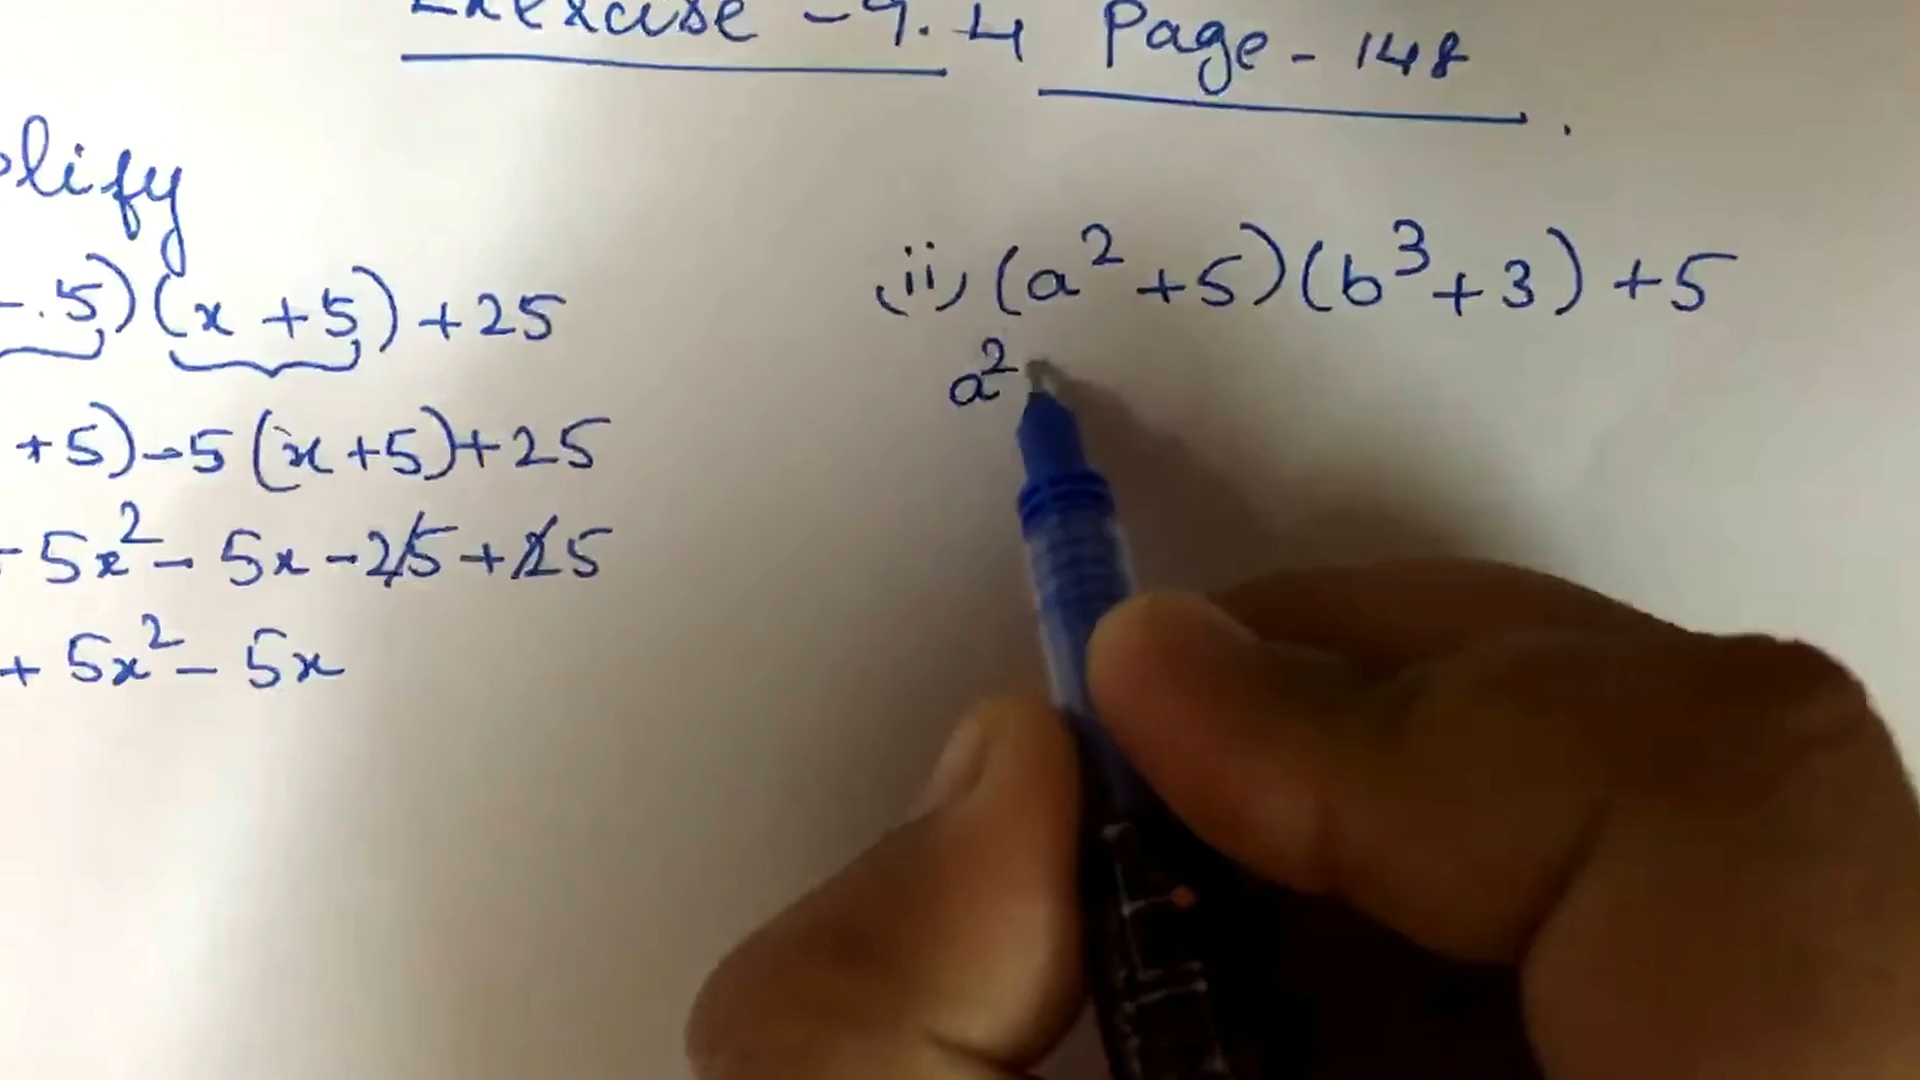 Exercise - 9.4 Page - 148
plify
- 5)(x + 5) + 25
+ 5) - 5 (x + 5) + 25
- 5x² - 5x - 25 + 25
+ 5x² - 5x
(ii) (a² + 5)(b³ + 3) + 5
a²